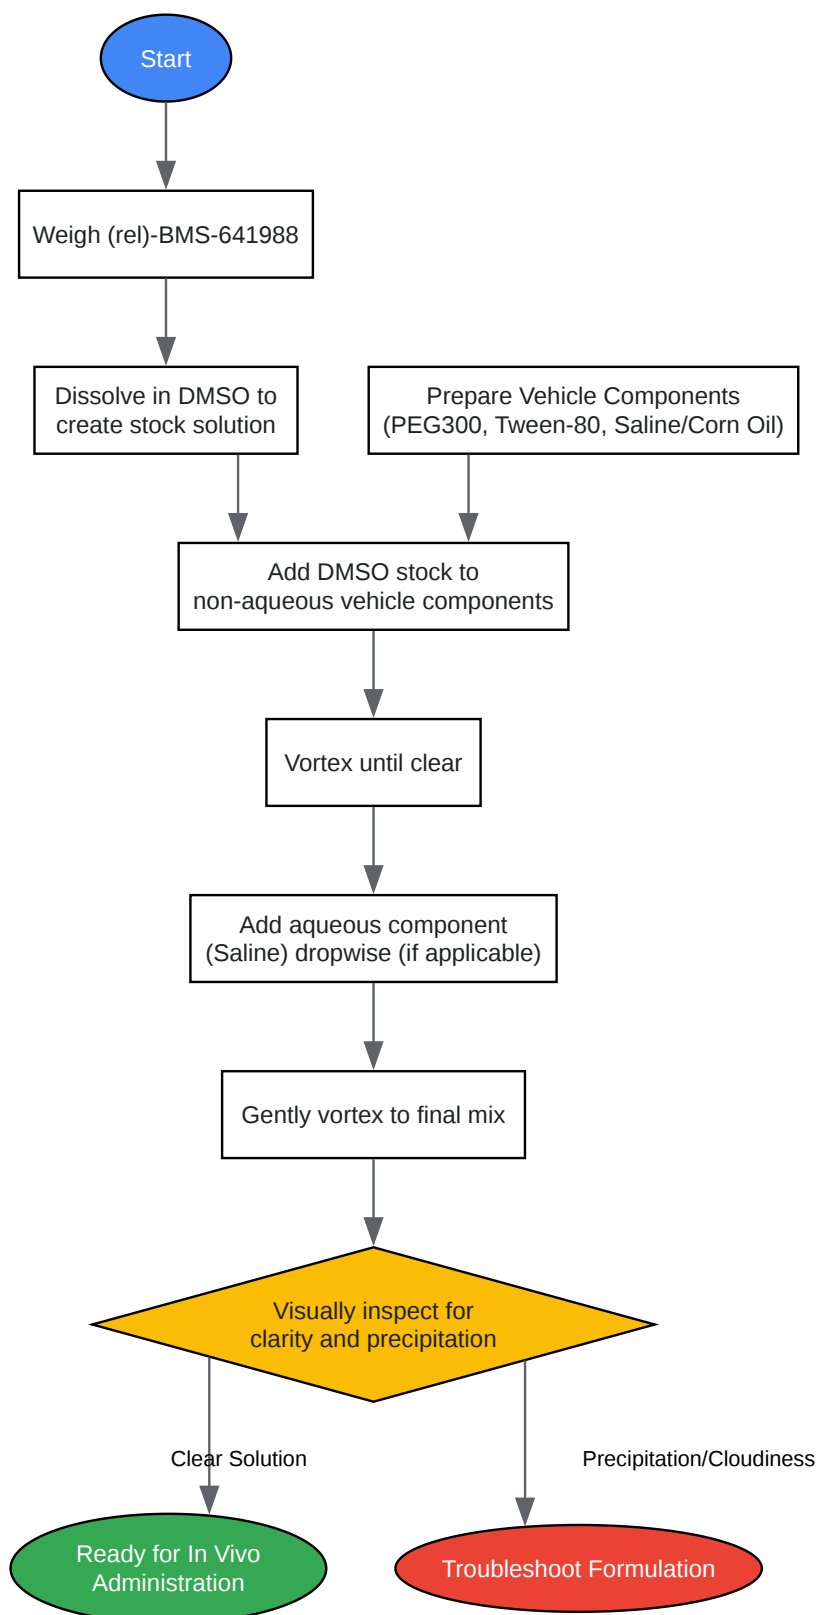 Start
Weigh (rel)-BMS-641988
Dissolve in DMSO to
create stock solution
Prepare Vehicle Components
(PEG300, Tween-80, Saline/Corn Oil)
Add DMSO stock to
non-aqueous vehicle components
Vortex until clear
Add aqueous component
(Saline) dropwise (if applicable)
Gently vortex to final mix
Visually inspect for
clarity and precipitation
Clear Solution
Precipitation/Cloudiness
Ready for In Vivo
Administration
Troubleshoot Formulation